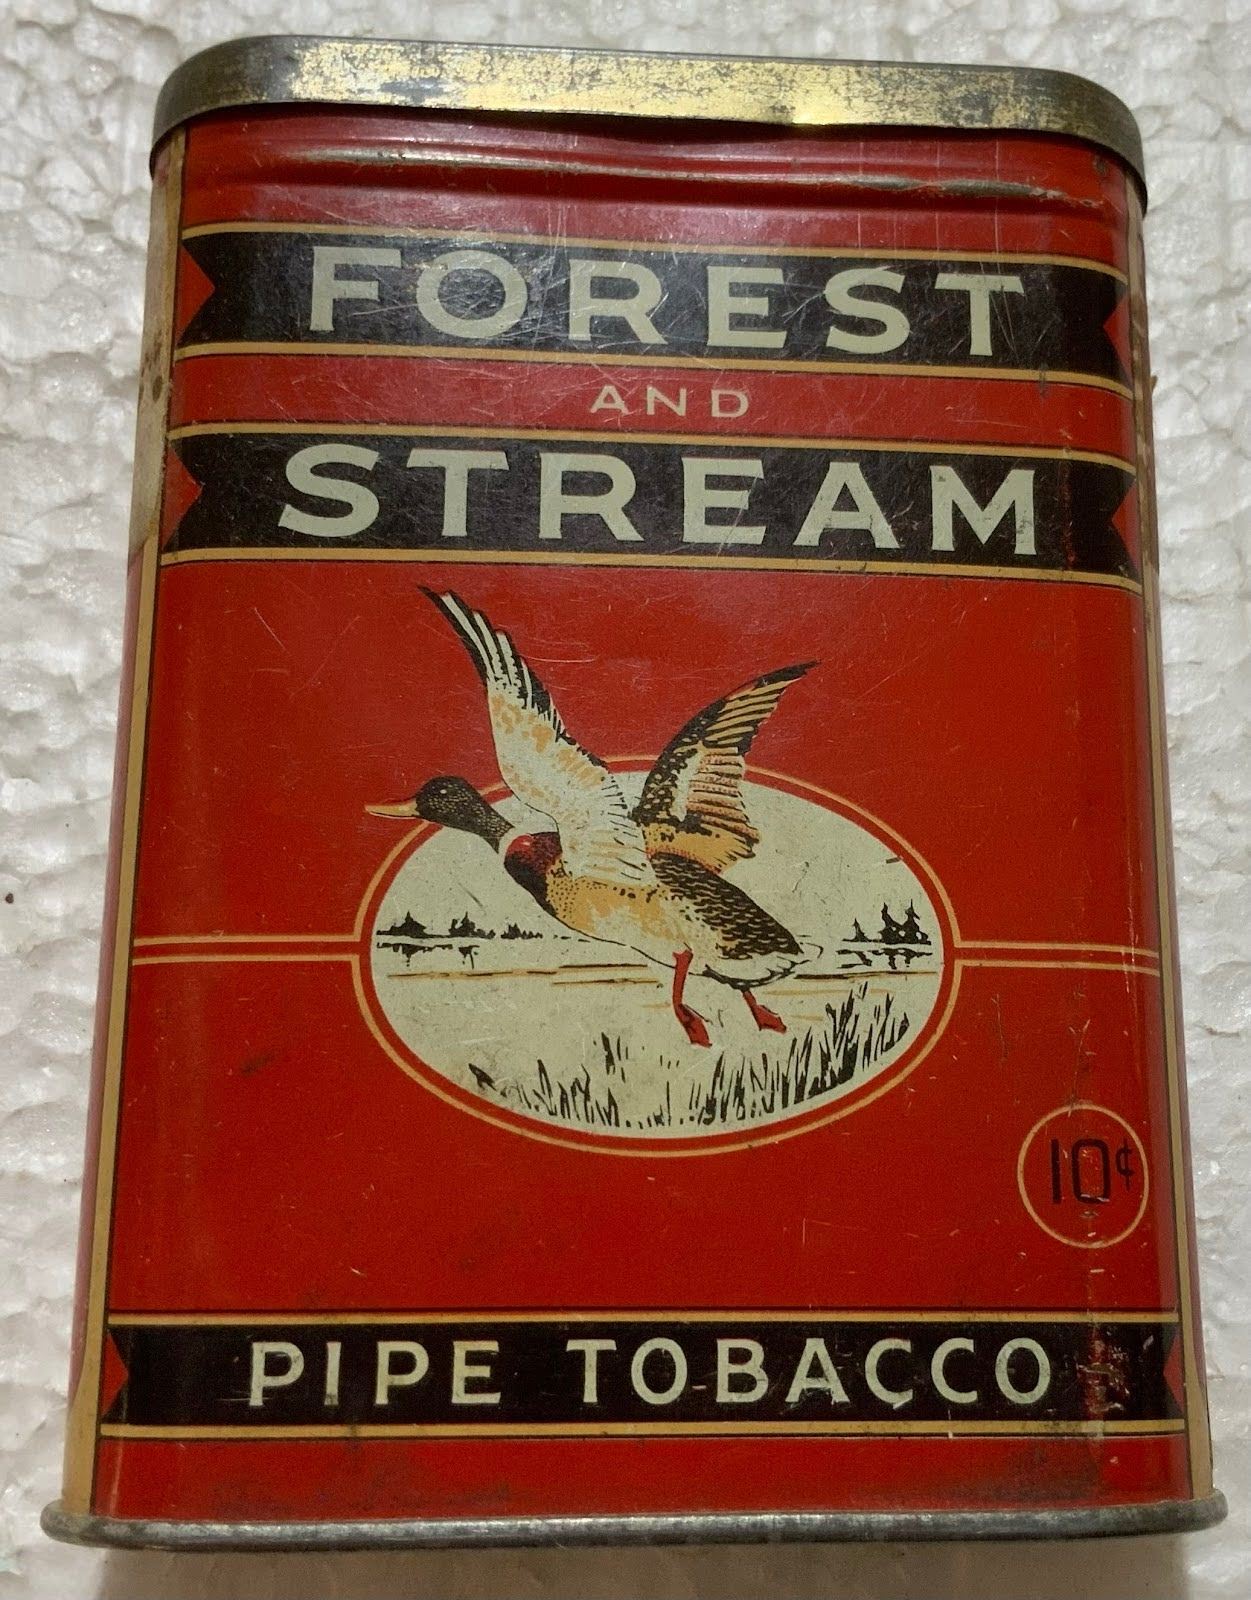 FOREST
AND
STREAM
10¢
PIPE TOBACCO